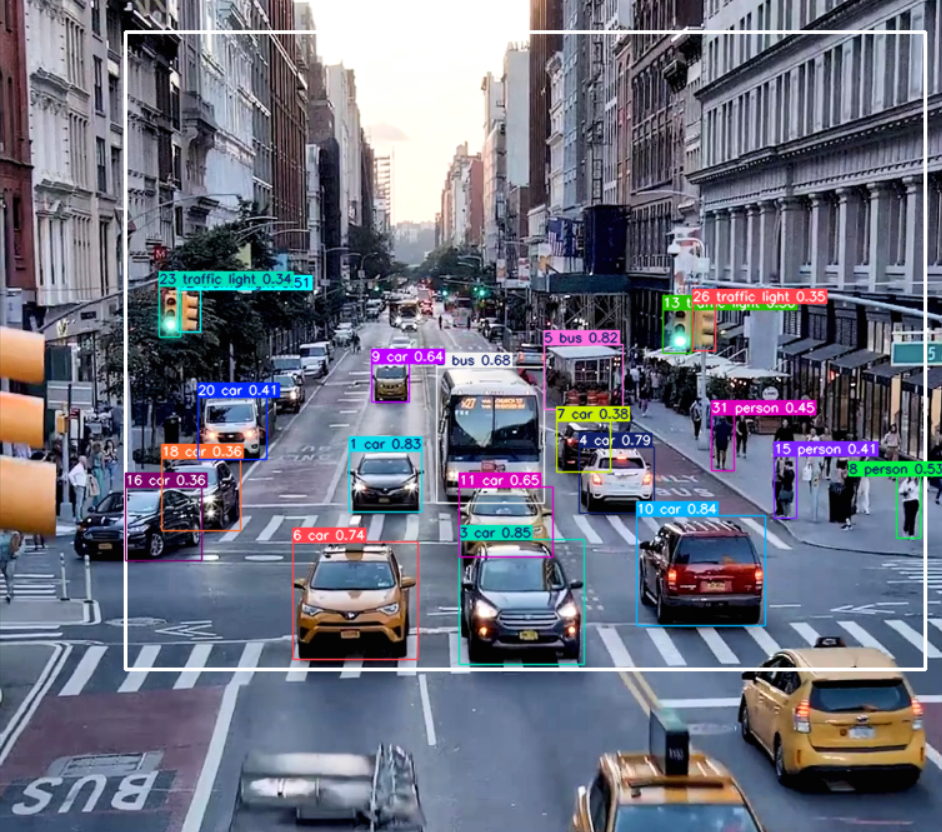 M
23 traffic light 0.34
51
13 t
26 traffic light 0.35
5
5 bus 0.82
9 car 0.64
bus 0.68
20 car 0.41
7 car 0.38
31 person 0.45
1 car 0.83
4 car 0.79
18 car 0.36
15 person 0.41
8 person 0.53
16 car 0.36
11 car 0.65
ONLY
BUS
10 car 0.84
6 car 0.74
3 car 0.85
BUS